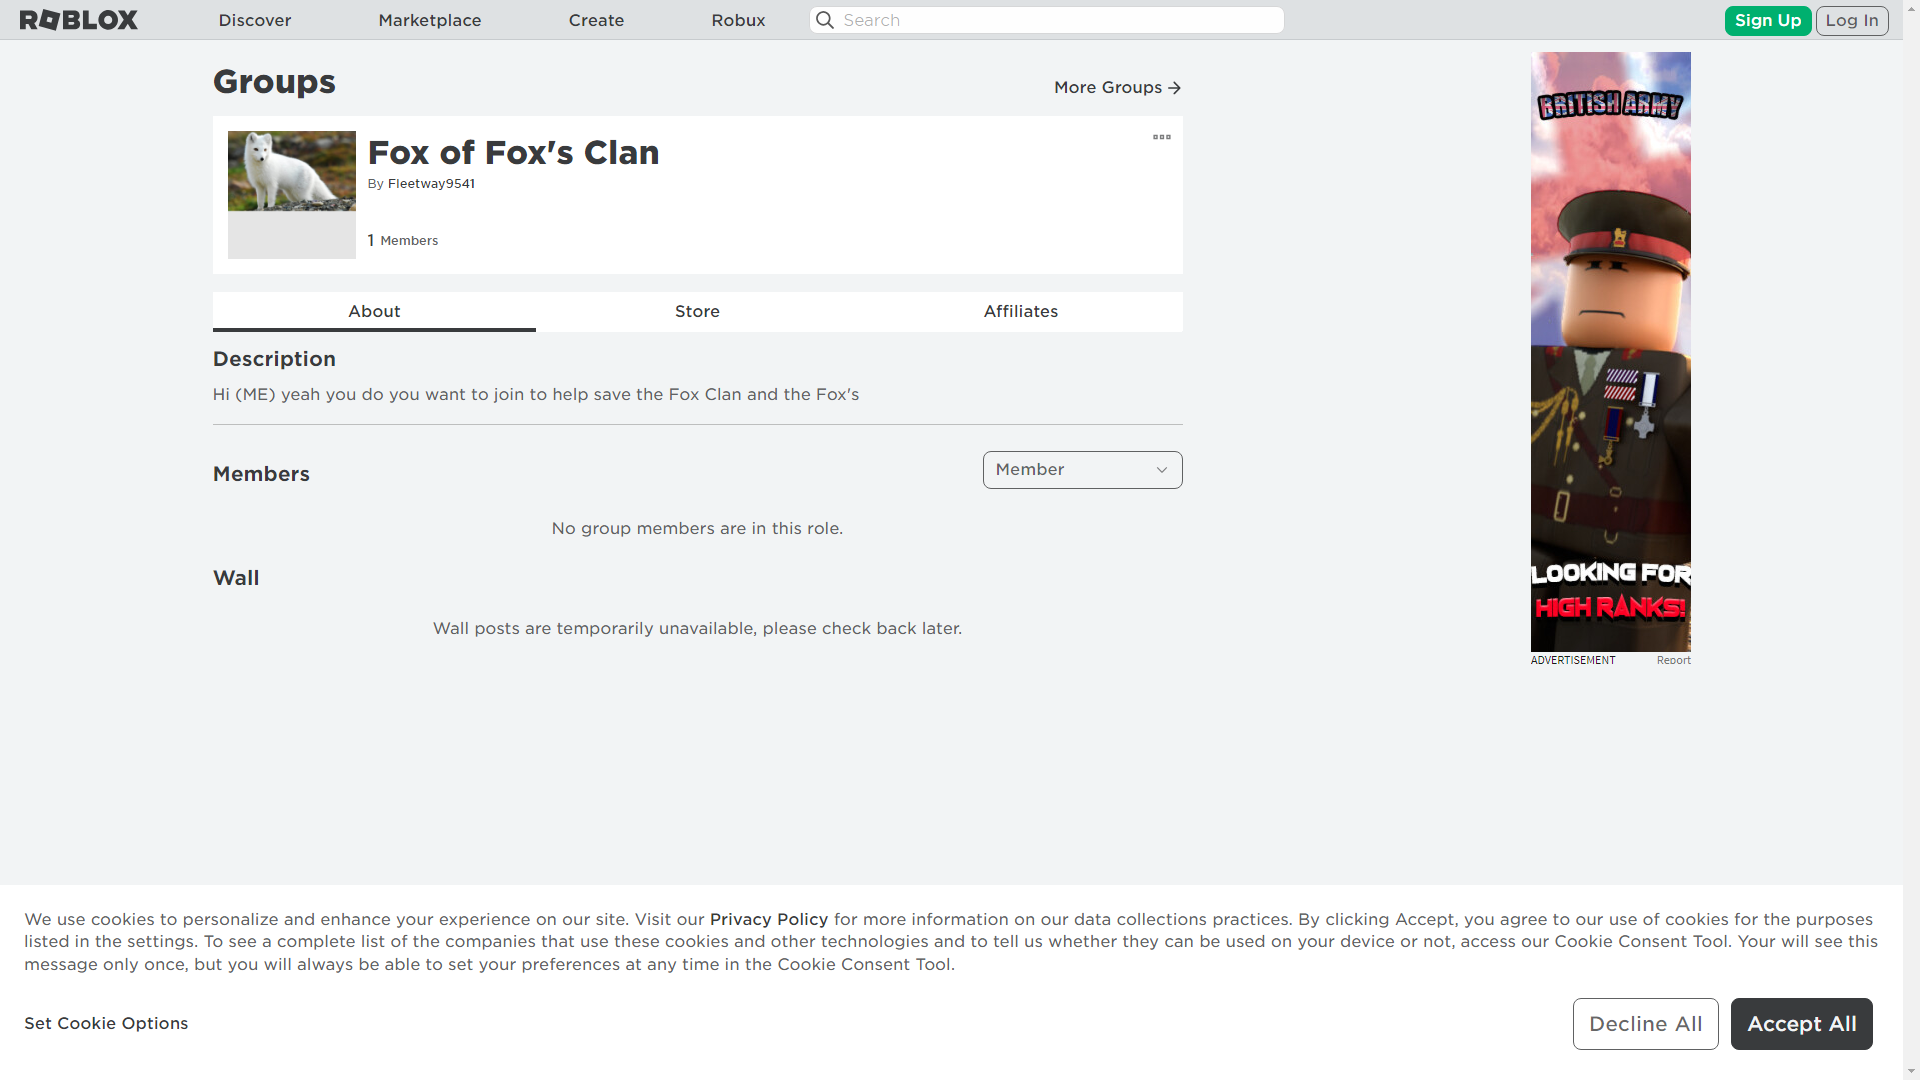 ROBLOX
Discover
Marketplace
Create
Robux
Search
Sign Up
Log In
Groups
More Groups
Fox of Fox's Clan
By Fleetway9541
1 Members
About
Store
Affiliates
Description
Hi (ME) yeah you do you want to join to help save the Fox Clan and the Fox's
Members
Member
No group members are in this role.
Wall
Wall posts are temporarily unavailable, please check back later.
BRITISH ARMY
LOOKING FOR
HIGH RANKS!
ADVERTISEMENT
Report
We use cookies to personalize and enhance your experience on our site. Visit our Privacy Policy for more information on our data collections practices. By clicking Accept, you agree to our use of cookies for the purposes
listed in the settings. To see a complete list of the companies that use these cookies and other technologies and to tell us whether they can be used on your device or not, access our Cookie Consent Tool. Your will see this
message only once, but you will always be able to set your preferences at any time in the Cookie Consent Tool.
Set Cookie Options
Decline All
Accept All